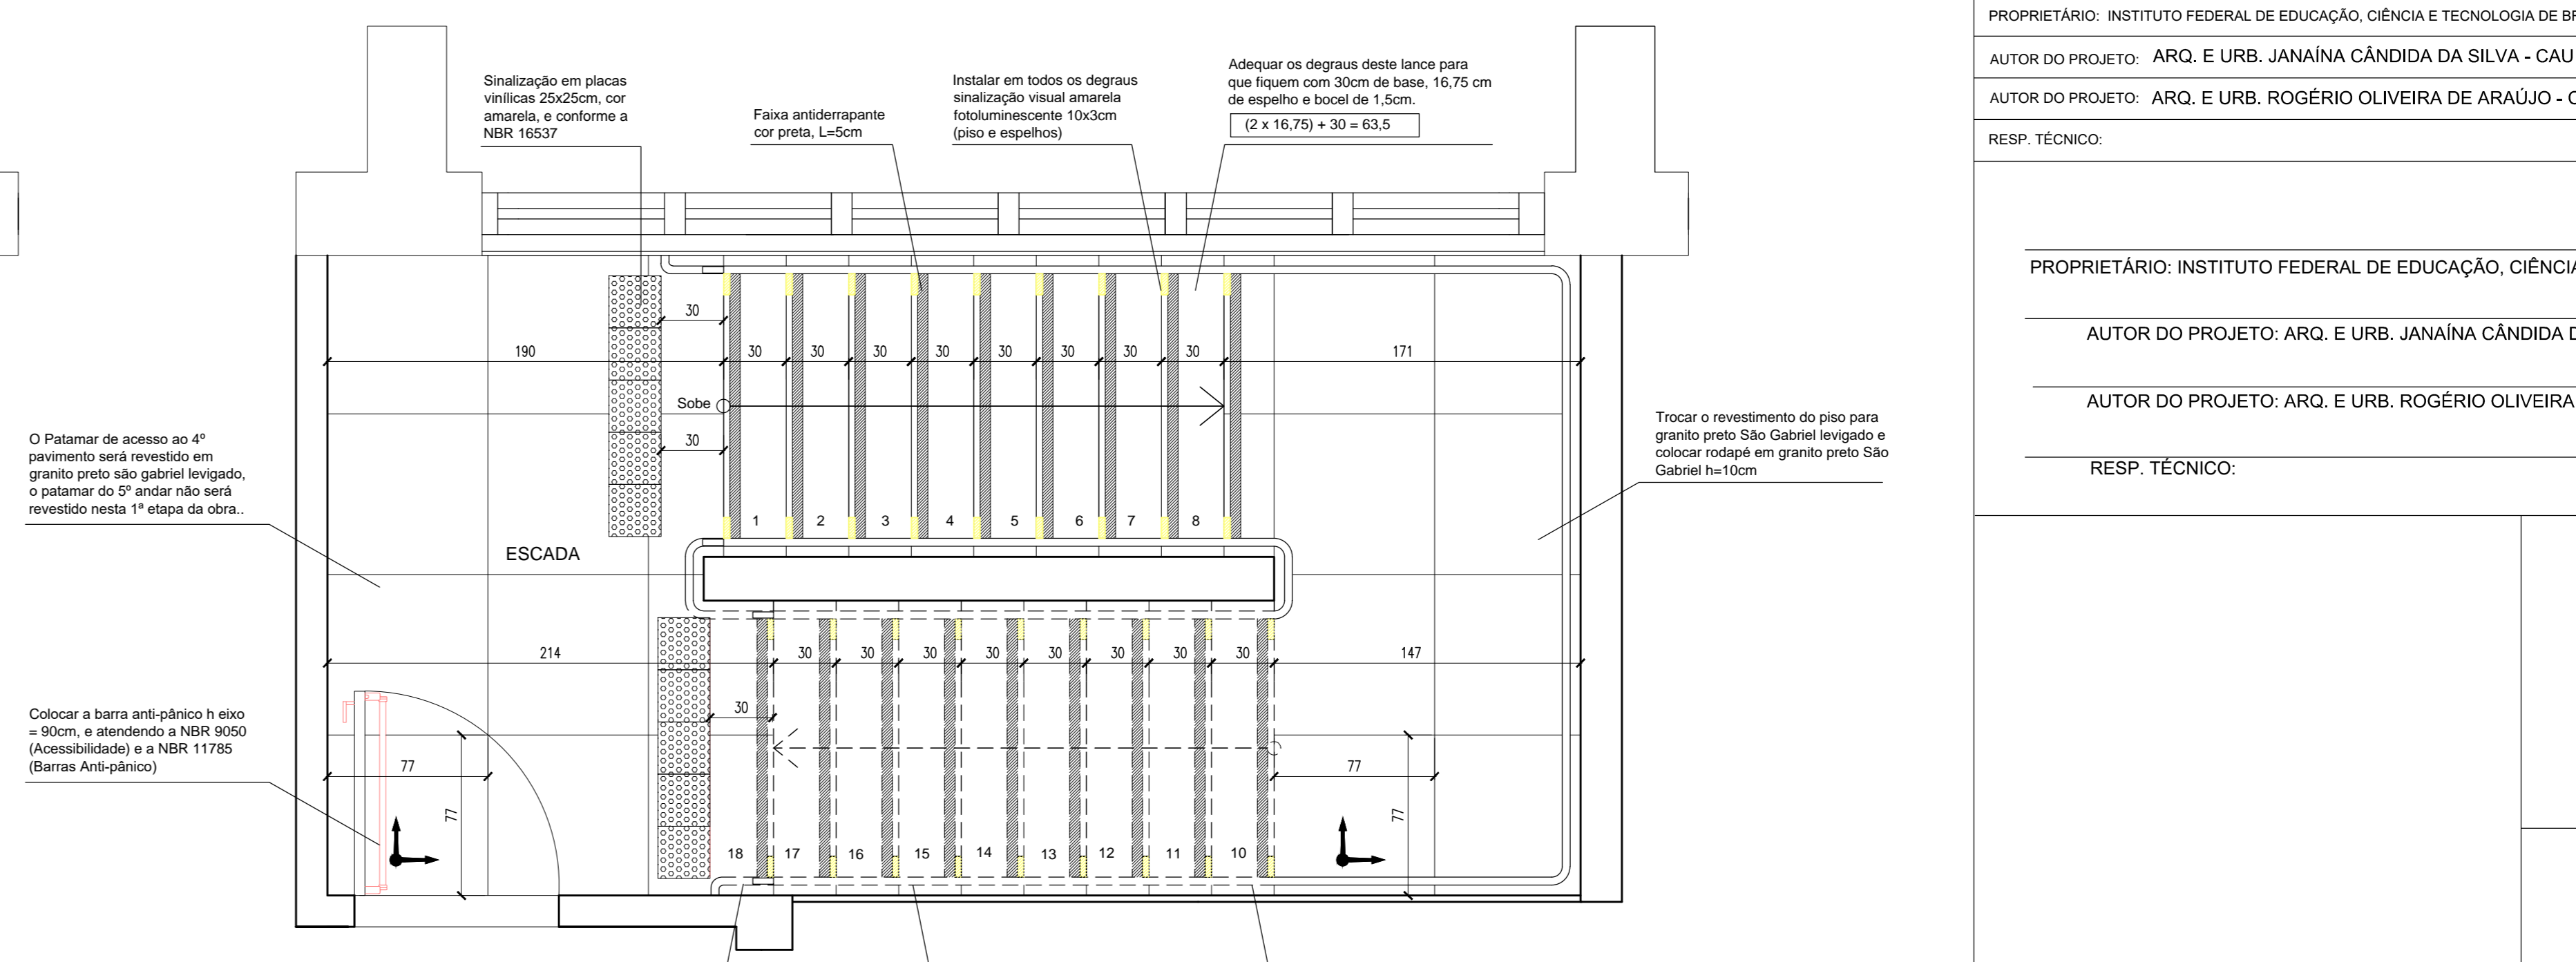 Sinalização em placas
vinílicas 25x25cm, cor
amarela, e conforme a
NBR 16537
Faixa antiderrapante
cor preta, L=5cm
Instalar em todos os degraus
sinalização visual amarela
fotoluminescente 10x3cm
(piso e espelhos)
Adequar os degraus deste lance para
que fiquem com 30cm de base, 16,75 cm
de espelho e bocel de 1,5cm.
(2 x 16,75) + 30 = 63,5
30
190
30
30
30
30
30
30
30
30
171
Sobe
30
1
2
3
4
5
6
7
8
ESCADA
O Patamar de acesso ao 4º
pavimento será revestido em
granito preto são gabriel levigado,
o patamar do 5º andar não será
revestido nesta 1ª etapa da obra..
Trocar o revestimento do piso para
granito preto São Gabriel levigado e
colocar rodapé em granito preto São
Gabriel h=10cm
214
30
30
30
30
30
30
30
30
147
30
Colocar a barra anti-pânico h eixo
= 90cm, e atendendo a NBR 9050
(Acessibilidade) e a NBR 11785
(Barras Anti-pânico)
77
77
77
77
18
17
16
15
14
13
12
11
10
PROPRIETÁRIO: INSTITUTO FEDERAL DE EDUCAÇÃO, CIÊNCIA E TECNOLOGIA DE
AUTOR DO PROJETO: ARQ. E URB. JANAÍNA CÂNDIDA DA SILVA - CAU
AUTOR DO PROJETO: ARQ. E URB. ROGÉRIO OLIVEIRA DE ARAÚJO -
RESP. TÉCNICO:
PROPRIETÁRIO: INSTITUTO FEDERAL DE EDUCAÇÃO, CIÊNCIA
AUTOR DO PROJETO: ARQ. E URB. JANAÍNA CÂNDIDA
AUTOR DO PROJETO: ARQ. E URB. ROGÉRIO OLIVEIRA
RESP. TÉCNICO: